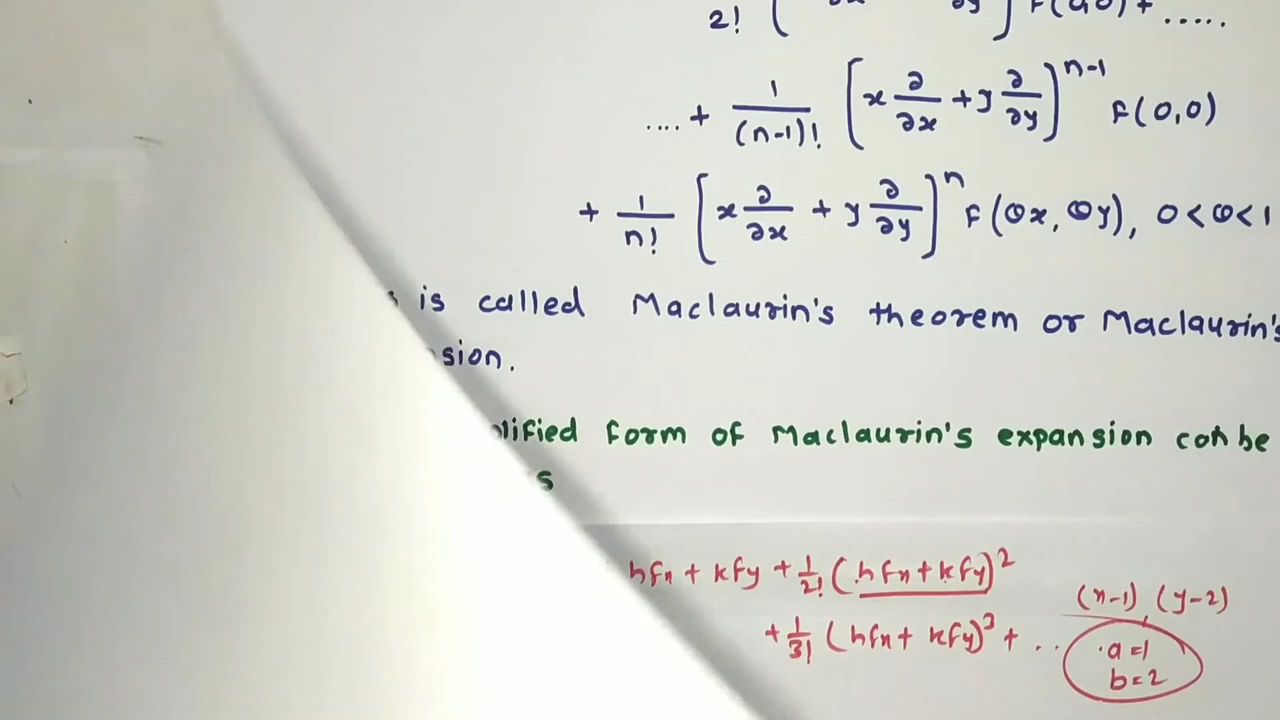 2! ( ∂x ∂y ] F(0,0) + .....
.... + 1/(n-1)! [x ∂/∂x + y ∂/∂y]^(n-1) F(0,0)
+ 1/n! [x ∂/∂x + y ∂/∂y]^n F(θx, θy), 0<θ<1
s is called Maclaurin's theorem or Maclaurin's
sion.
lified form of Maclaurin's expansion can be
s
hfx + kfy + 1/2! (hfx + kfy)^2
(x-1), (y-2)
+ 1/3! (hfx + kfy)^3 + ..
a=1
b=2